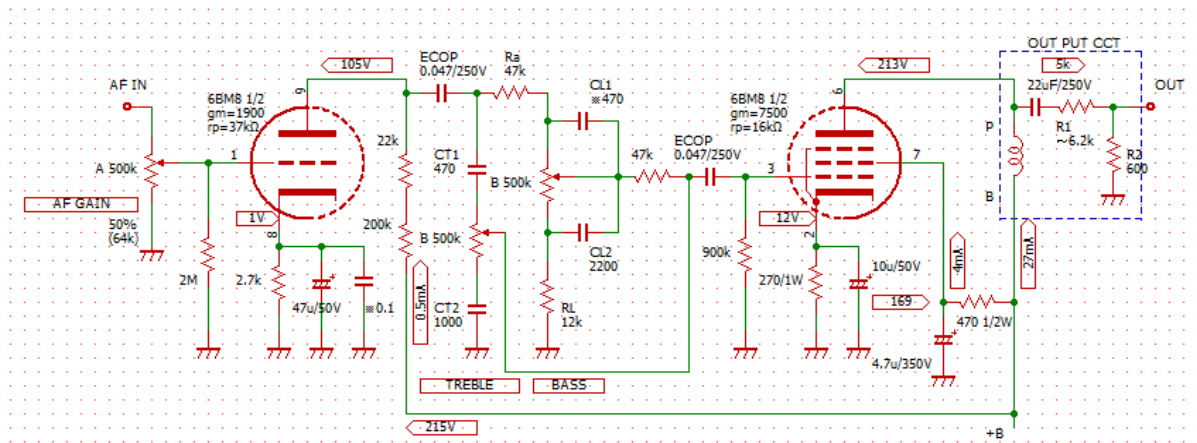 OUT PUT CCT
AF IN
105V
ECOP
0.047/250V
Ra
47k
213V
5k
22uF/250V
OUT
6BM8 1/2
gm=1900
rp=37kΩ
9
CL1
※470
6BM8 1/2
gm=7500
rp=16kΩ
6
ECOP
0.047/250V
R1
~6.2k
P
A 500k
1
22k
CT1
470
B 500k
47k
3
7
R2
600
AF GAIN
50%
(64k)
1V
8
200k
B 500k
CL2
2200
12V
2
B
2M
2.7k
47u/50V
※0.1
0.5mA
CT2
1000
RL
12k
900k
270/1W
10u/50V
169
4mA
27mA
470 1/2W
4.7u/350V
TREBLE
BASS
215V
+B